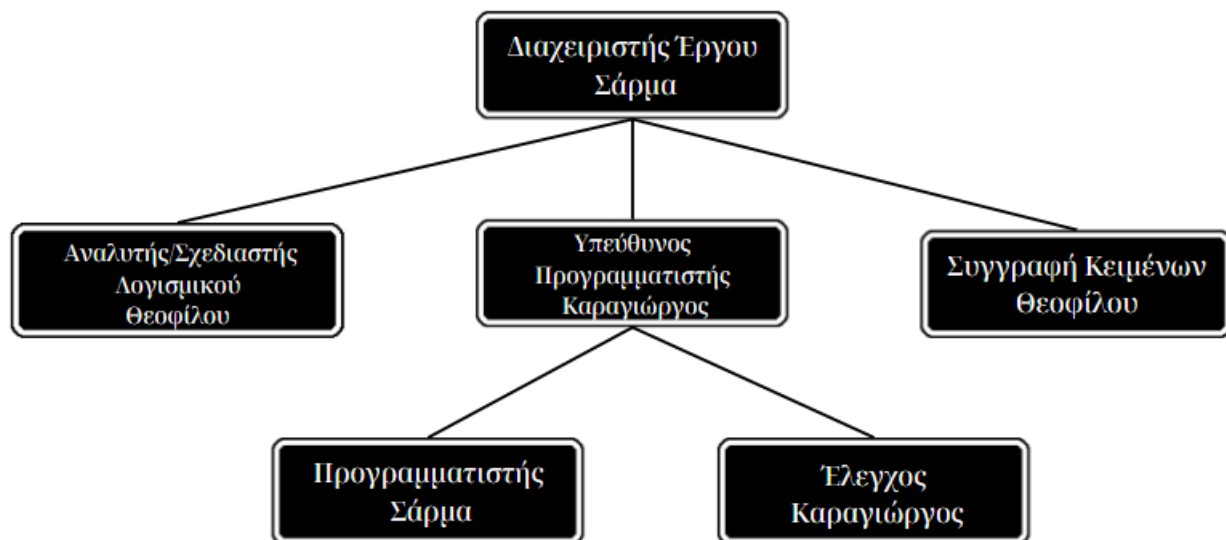 Διαχειριστής Έργου
Σάρμα
Αναλυτής/Σχεδιαστής
Λογισμικού
Θεοφίλου
Υπεύθυνος
Προγραμματιστής
Καραγιώργος
Συγγραφή Κειμένων
Θεοφίλου
Προγραμματιστής
Σάρμα
Έλεγχος
Καραγιώργος